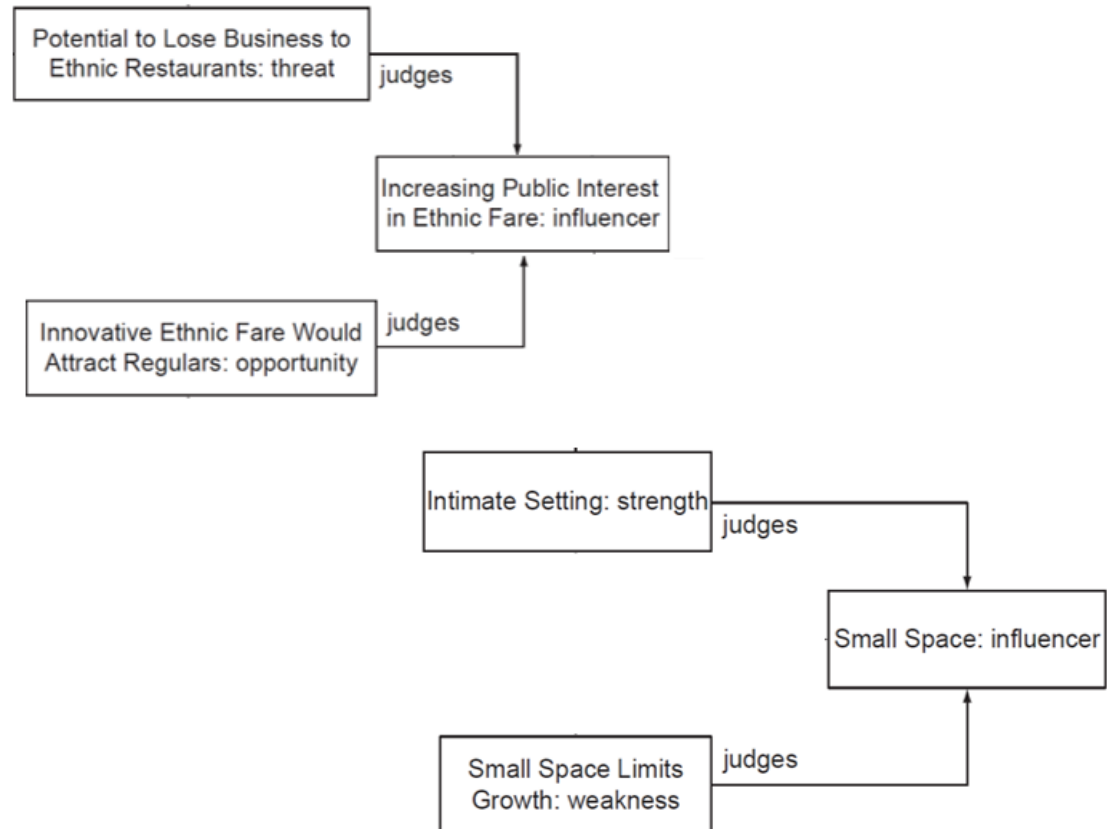 Potential to Lose Business to
Ethnic Restaurants: threat
judges
Increasing Public Interest
in Ethnic Fare: influencer
judges
Innovative Ethnic Fare Would
Attract Regulars: opportunity
Intimate Setting: strength
judges
Small Space: influencer
judges
Small Space Limits
Growth: weakness